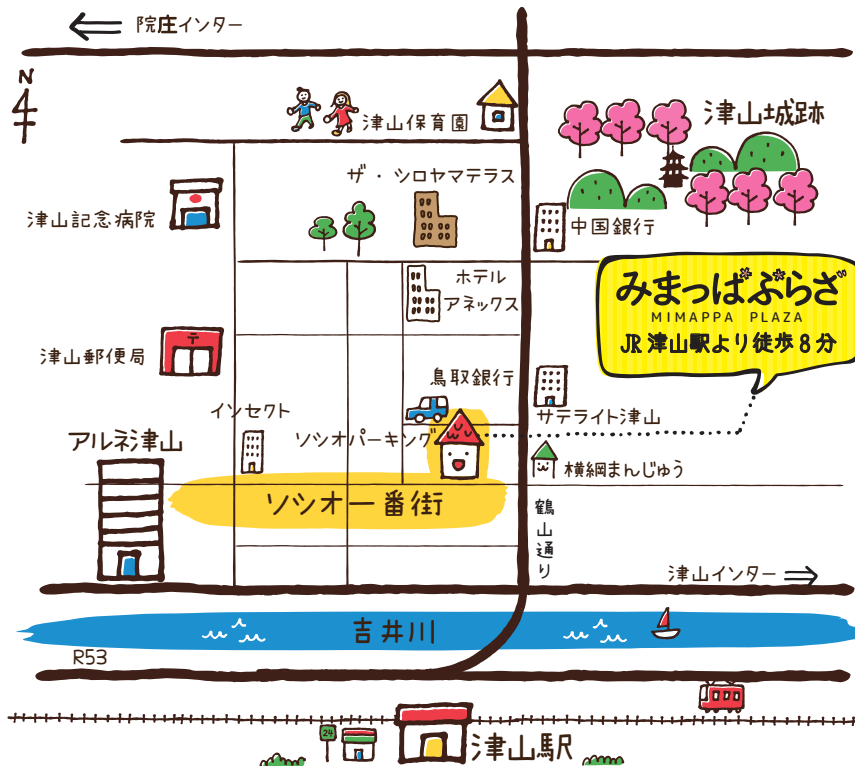 院庄インター
N
津山保育園
津山城跡
ザ・シロヤマテラス
津山記念病院
中国銀行
ホテル
アネックス
みまっぱぷらざ
MIMAPPA PLAZA
JR津山駅より徒歩8分
津山郵便局
〒
鳥取銀行
インセクト
サテライト津山
アルネ津山
ソシオパーキング
横綱まんじゅう
ソシオ一番街
鶴山通り
津山インター
吉井川
R53
24
津山駅